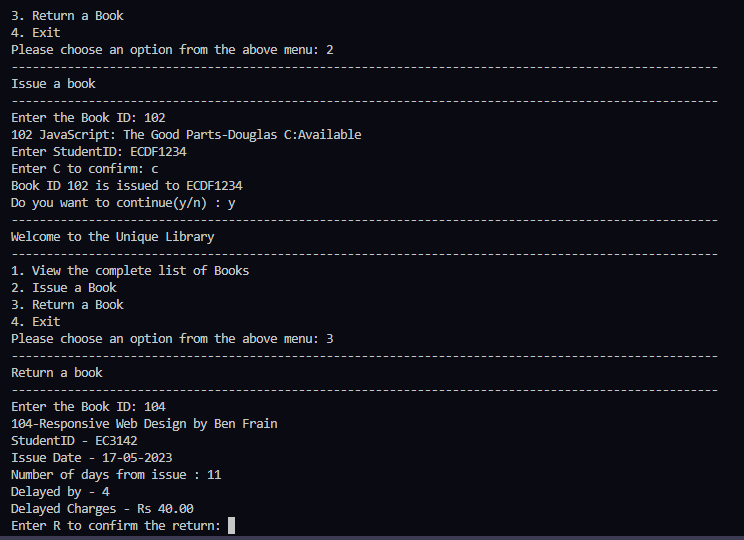 3. Return a Book
4. Exit
Please choose an option from the above menu: 2
-----------------------------------------------------------------------------------------------------
Issue a book
-----------------------------------------------------------------------------------------------------
Enter the Book ID: 102
102 JavaScript: The Good Parts-Douglas C:Available
Enter StudentID: ECDF1234
Enter C to confirm: c
Book ID 102 is issued to ECDF1234
Do you want to continue(y/n) : y
-----------------------------------------------------------------------------------------------------
Welcome to the Unique Library
-----------------------------------------------------------------------------------------------------
1. View the complete list of Books
2. Issue a Book
3. Return a Book
4. Exit
Please choose an option from the above menu: 3
-----------------------------------------------------------------------------------------------------
Return a book
-----------------------------------------------------------------------------------------------------
Enter the Book ID: 104
104-Responsive Web Design by Ben Frain
StudentID - EC3142
Issue Date - 17-05-2023
Number of days from issue : 11
Delayed by - 4
Delayed Charges - Rs 40.00
Enter R to confirm the return: